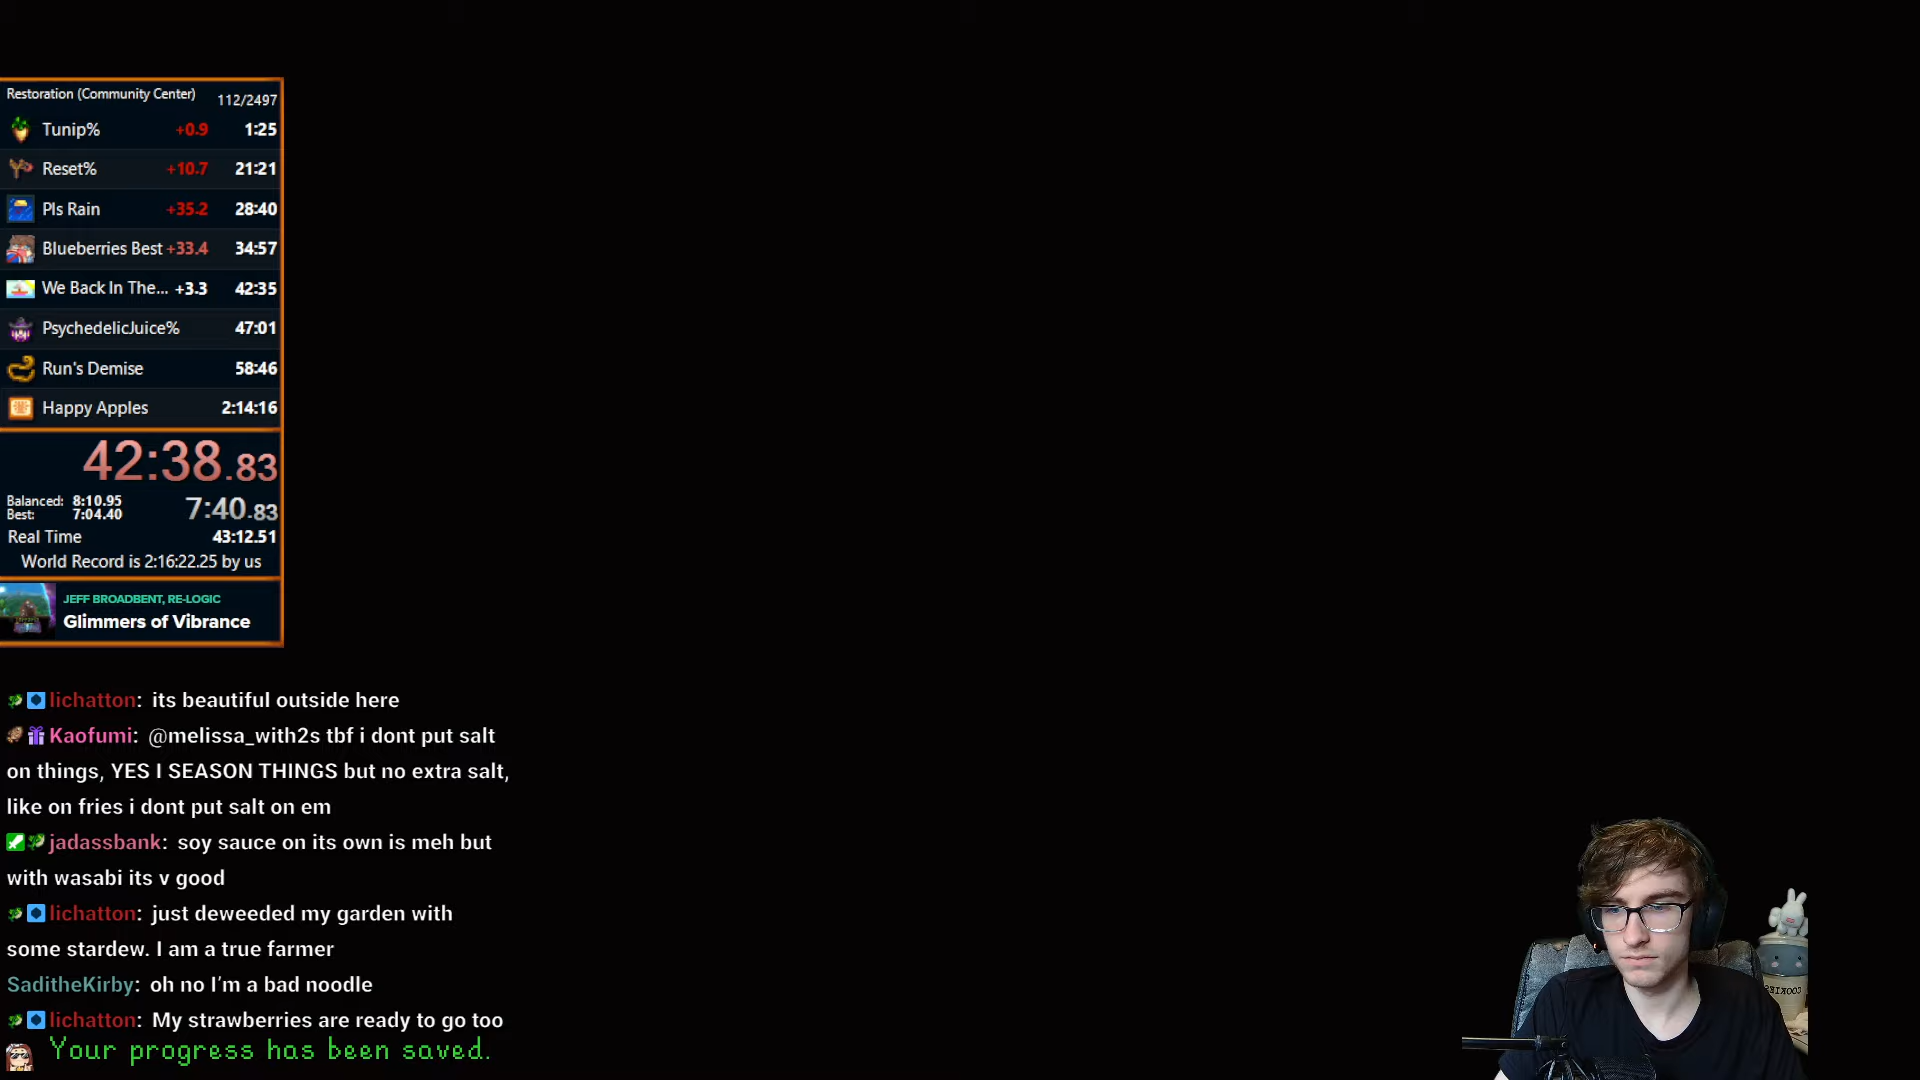 Restoration (Community Center) 112/2497
Tunip% +0.9 1:25
Reset% +10.7 21:21
Pls Rain +35.2 28:40
Blueberries Best +33.4 34:57
We Back In The... +3.3 42:35
PsychedelicJuice% 47:01
Run's Demise 58:46
Happy Apples 2:14:16
42:38.83
Balanced: 8:10.95
Best: 7:04.40
7:40.83
Real Time 43:12.51
World Record is 2:16:22.25 by us
JEFF BROADBENT, RE-LOGIC
Glimmers of Vibrance
lichatton: its beautiful outside here
Kaofumi: @melissa_with2s tbf i dont put salt
on things, YES I SEASON THINGS but no extra salt,
like on fries i dont put salt on em
jadassbank: soy sauce on its own is meh but
with wasabi its v good
lichatton: just deweeded my garden with
some stardew. I am a true farmer
SaditheKirby: oh no I'm a bad noodle
lichatton: My strawberries are ready to go too
Your progress has been saved.
COOKIES